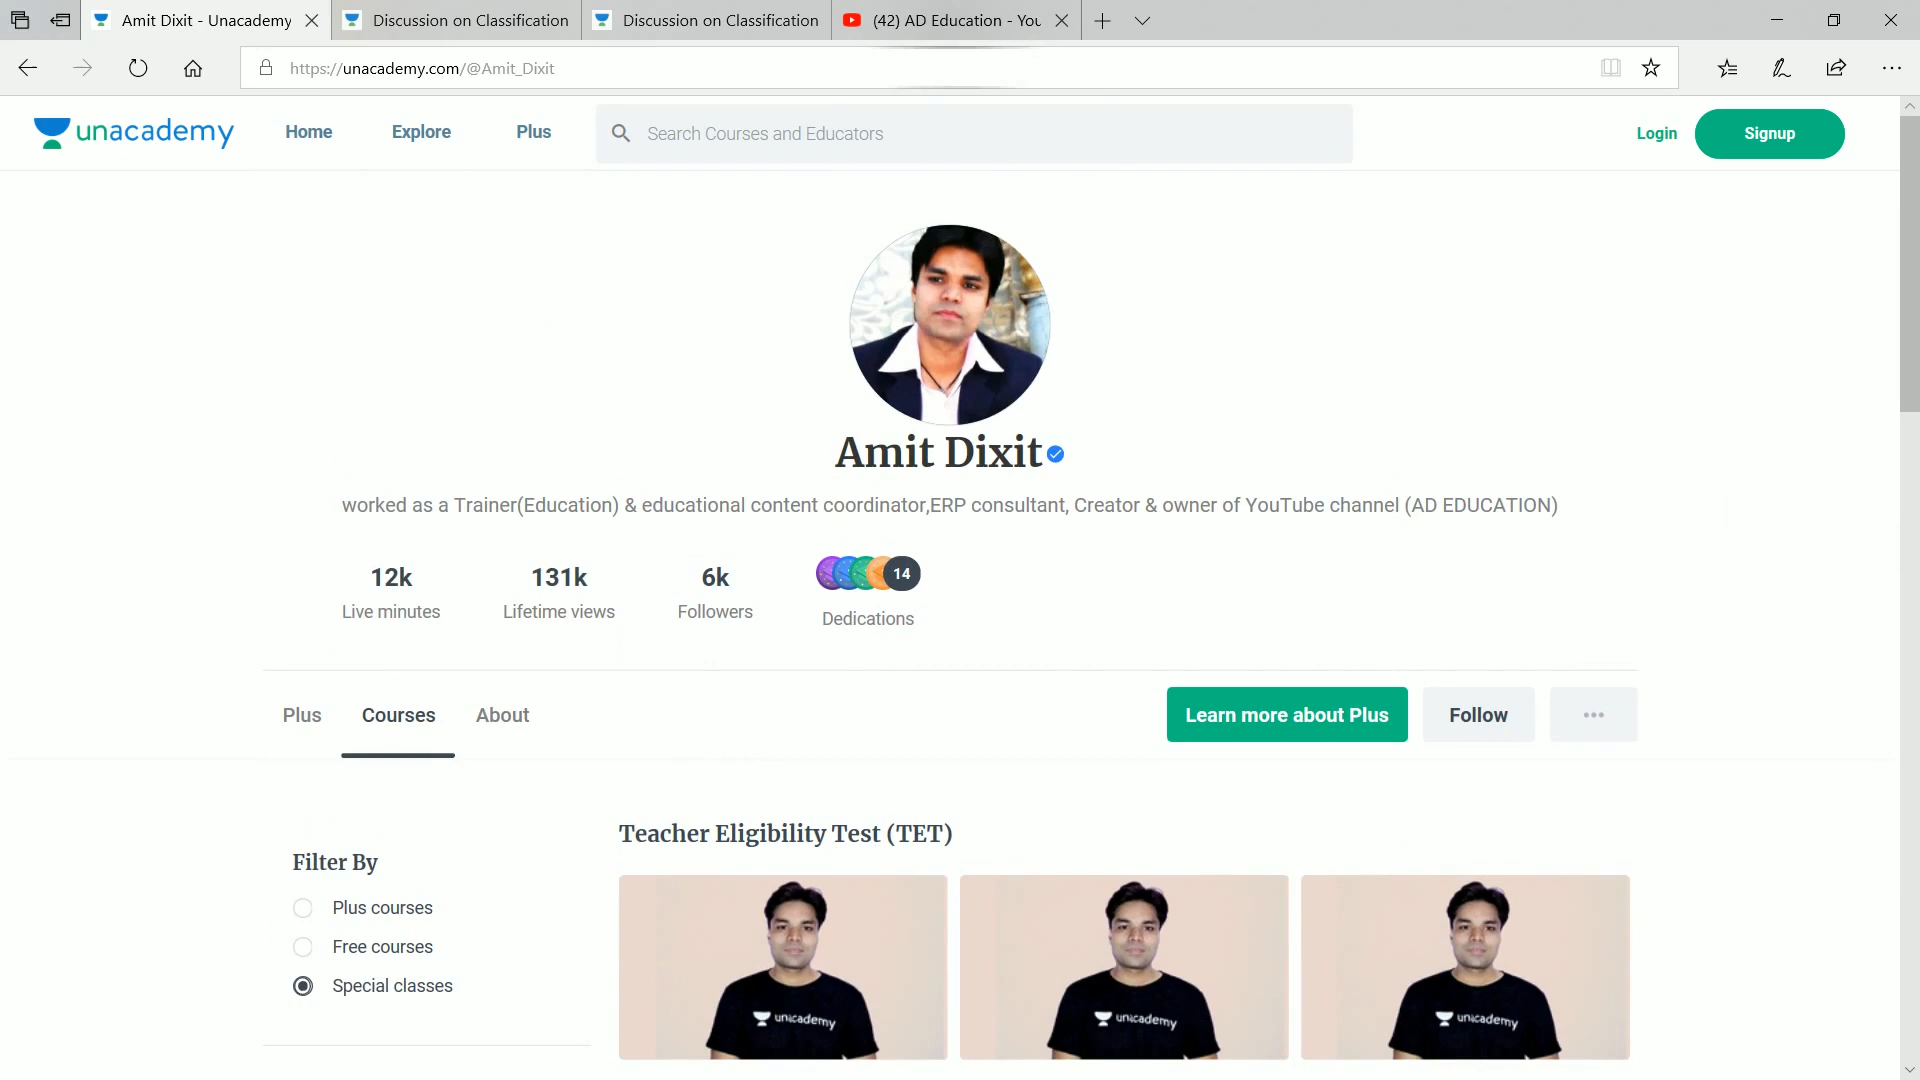 Amit Dixit - Unacademy
Discussion on Classification
Discussion on Classification
(42) AD Education - You
https://unacademy.com/@Amit_Dixit
unacademy
Home
Explore
Plus
Search Courses and Educators
Login
Signup
Amit Dixit
worked as a Trainer(Education) & educational content coordinator,ERP consultant, Creator & owner of YouTube channel (AD EDUCATION)
12k
131k
6k
14
Live minutes
Lifetime views
Followers
Dedications
Plus
Courses
About
Learn more about Plus
Follow
Teacher Eligibility Test (TET)
Filter By
Plus courses
Free courses
Special classes
unacademy
unacademy
unacademy